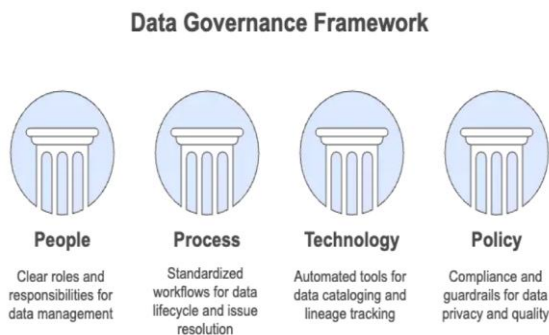 Data Governance Framework
People
Clear roles and
responsibilities for
data management
Process
Standardized
workflows for data
lifecycle and issue
resolution
Technology
Automated tools for
data cataloging and
lineage tracking
Policy
Compliance and
guardrails for data
privacy and quality